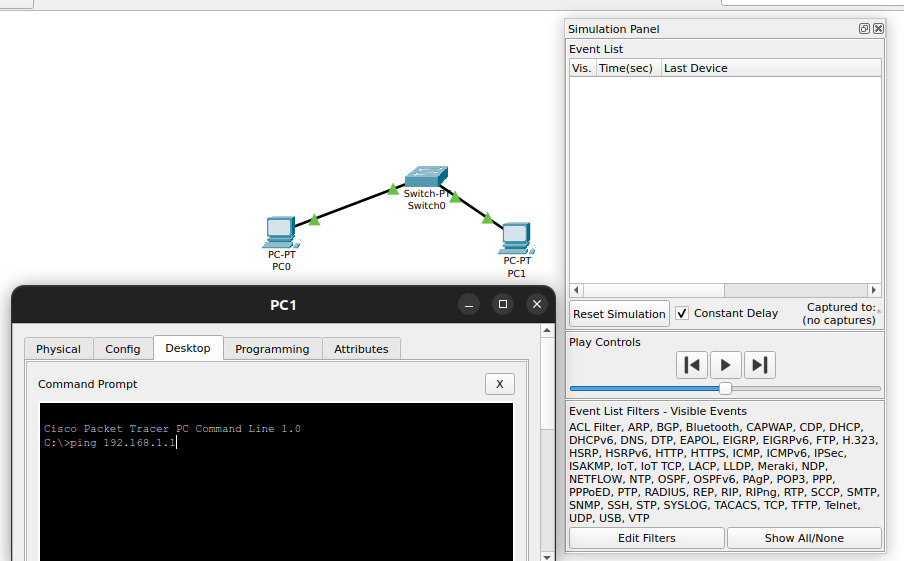 Switch-PT
Switch0
PC-PT
PC0
PC-PT
PC1
PC1
Physical
Config
Desktop
Programming
Attributes
Command Prompt
X
Cisco Packet Tracer PC Command Line 1.0
C:\>ping 192.168.1.1
Simulation Panel
Event List
Vis. Time(sec) Last Device
Reset Simulation
Constant Delay
Captured to:
(no captures)
Play Controls
Event List Filters - Visible Events
ACL Filter, ARP, BGP, Bluetooth, CAPWAP, CDP, DHCP,
DHCPv6, DNS, DTP, EAPOL, EIGRP, EIGRPv6, FTP, H.323,
HSRP, HSRPv6, HTTP, HTTPS, ICMP, ICMPv6, IPSec,
ISAKMP, IoT, IoT TCP, LACP, LLDP, Meraki, NDP,
NETFLOW, NTP, OSPF, OSPFv6, PAgP, POP3, PPP,
PPPoED, PTP, RADIUS, REP, RIP, RIPng, RTP, SCCP, SMTP,
SNMP, SSH, STP, SYSLOG, TACACS, TCP, TFTP, Telnet,
UDP, USB, VTP
Edit Filters
Show All/None